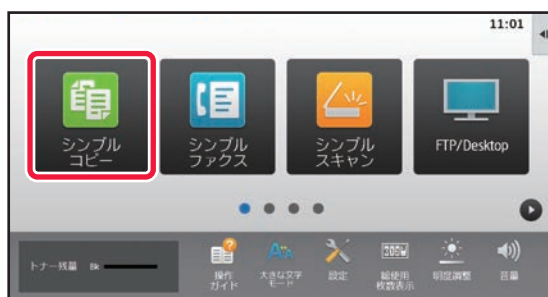 11:01
シンプル
コピー
シンプル
ファクス
シンプル
スキャン
FTP/Desktop
トナー残量 Bk
操作
ガイド
大きな文字
モード
設定
総使用
枚数表示
明度調整
音量